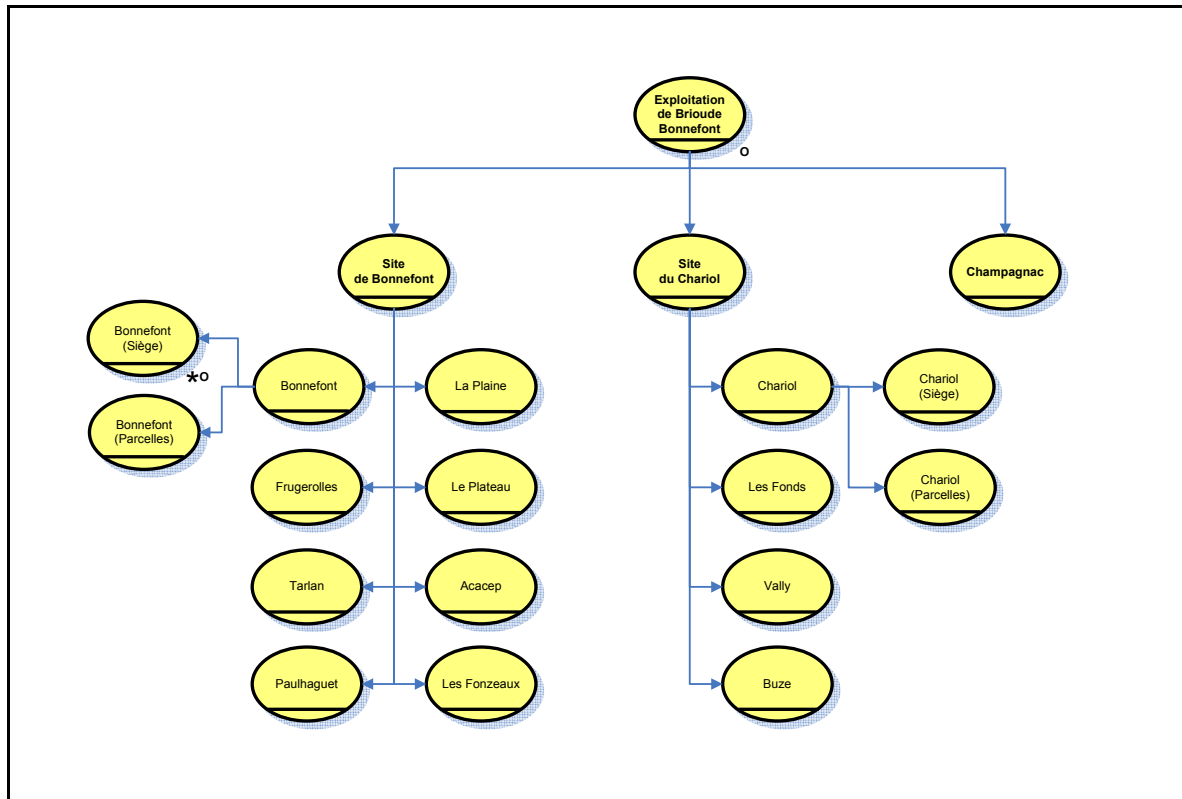 Exploitation
de Brioude
Bonnefont
o
Site
de Bonnefont
Site
du Chariol
Champagnac
Bonnefont
(Siège)
*o
Bonnefont
(Parcelles)
Bonnefont
La Plaine
Chariol
Chariol
(Siège)
Frugerolles
Le Plateau
Les Fonds
Chariol
(Parcelles)
Tarlan
Acacep
Vally
Paulhaguet
Les Fonzeaux
Buze